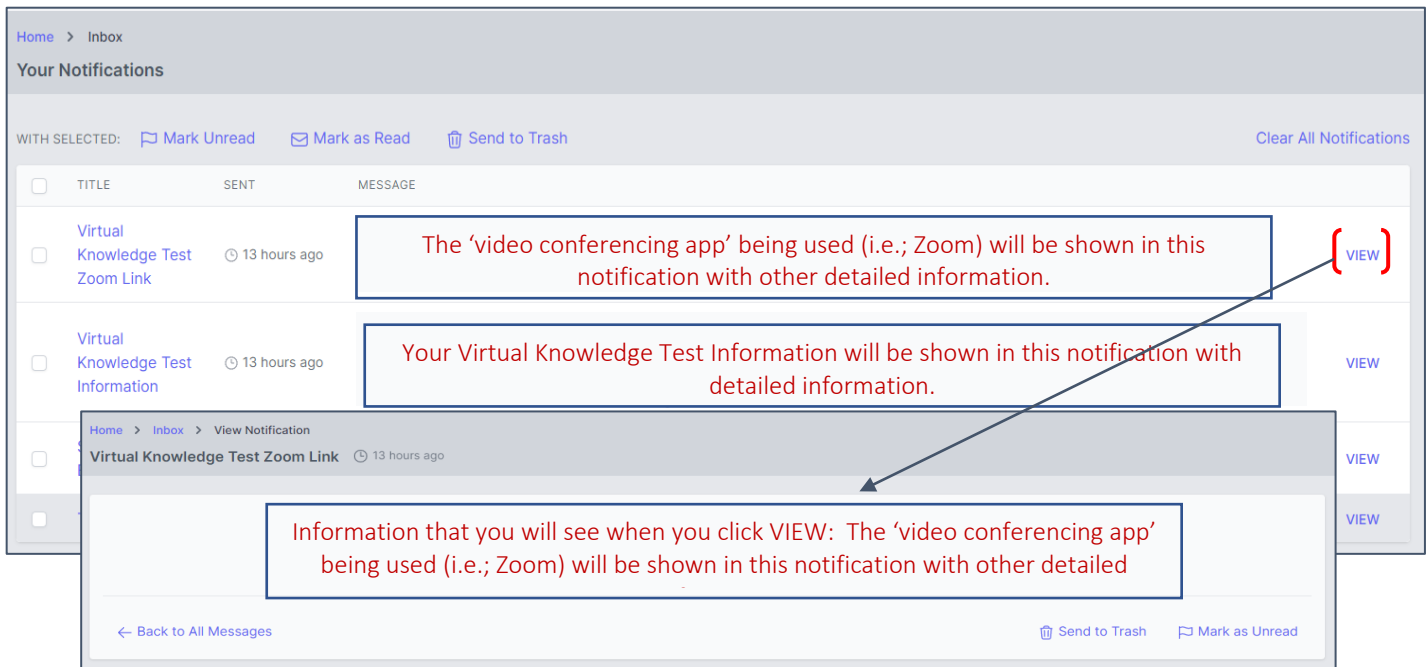 Home > Inbox
Your Notifications
WITH SELECTED: Mark Unread Mark as Read Send to Trash Clear All Notifications
TITLE SENT MESSAGE
Virtual
Knowledge Test
Zoom Link
13 hours ago
The ‘video conferencing app’ being used (i.e.; Zoom) will be shown in this
notification with other detailed information.
VIEW
Virtual
Knowledge Test
Information
13 hours ago
Your Virtual Knowledge Test Information will be shown in this notification with
detailed information.
VIEW
VIEW
VIEW
Home > Inbox > View Notification
Virtual Knowledge Test Zoom Link 13 hours ago
Information that you will see when you click VIEW: The ‘video conferencing app’
being used (i.e.; Zoom) will be shown in this notification with other detailed
← Back to All Messages Send to Trash Mark as Unread